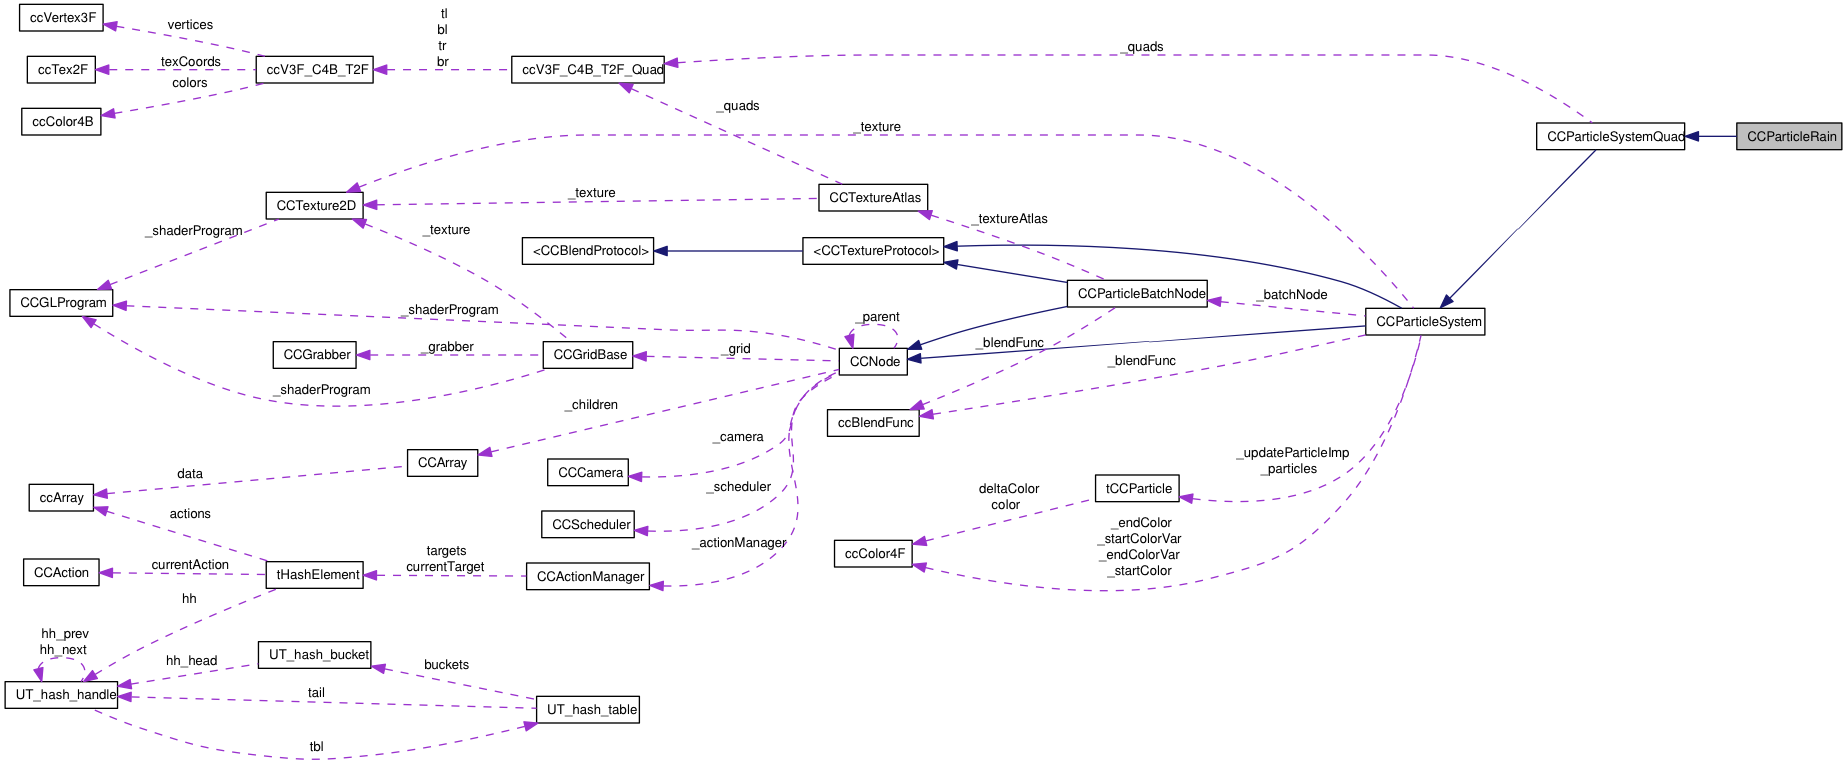 ccVertex3F
vertices
tl
bl
tr
br
_quads
ccTex2F
texCoords
ccV3F_C4B_T2F
ccV3F_C4B_T2F_Quad
colors
ccColor4B
_quads
_texture
CCParticleSystemQuad
CCParticleRain
CCTexture2D
_texture
CCTextureAtlas
_shaderProgram
_texture
_textureAtlas
<CCBlendProtocol>
<CCTextureProtocol>
CCGLProgram
_shaderProgram
CCParticleBatchNode
_batchNode
CCParticleSystem
_parent
CCGrabber
_grabber
CCGridBase
_grid
CCNode
_blendFunc
_blendFunc
_shaderProgram
_children
ccBlendFunc
_camera
CCArray
CCCamera
data
_updateParticleImp
_particles
ccArray
_scheduler
tCCParticle
deltaColor
color
actions
CCScheduler
_endColor
_startColorVar
_endColorVar
_startColor
_actionManager
ccColor4F
CCAction
currentAction
tHashElement
targets
currentTarget
CCActionManager
hh
hh_prev
hh_next
UT_hash_bucket
hh_head
buckets
UT_hash_handle
tail
UT_hash_table
tbl